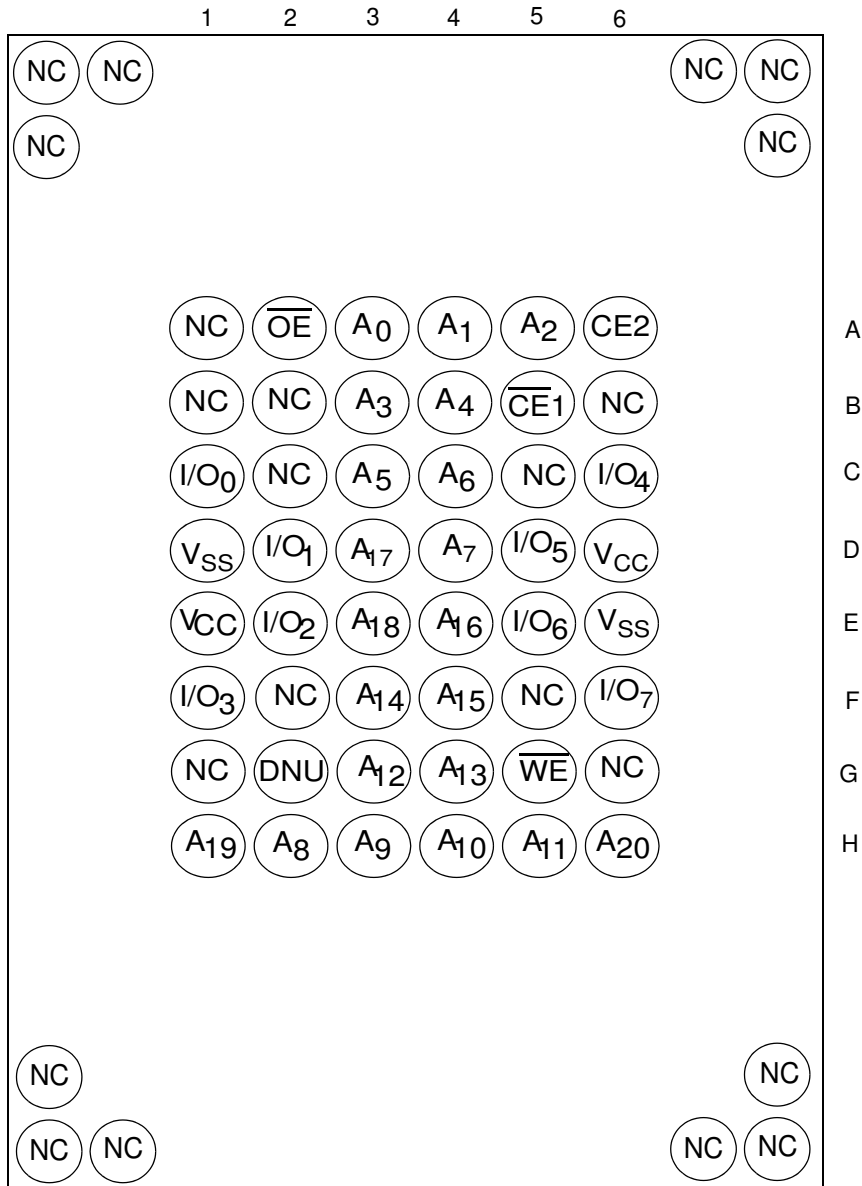 1 2 3 4 5 6
NC NC NC NC
NC NC
NC O̅E̅ A0 A1 A2 CE2 A
NC NC A3 A4 C̅E̅1 NC B
I/O0 NC A5 A6 NC I/O4 C
VSS I/O1 A17 A7 I/O5 VCC D
VCC I/O2 A18 A16 I/O6 VSS E
I/O3 NC A14 A15 NC I/O7 F
NC DNU A12 A13 W̅E̅ NC G
A19 A8 A9 A10 A11 A20 H
NC NC
NC NC NC NC